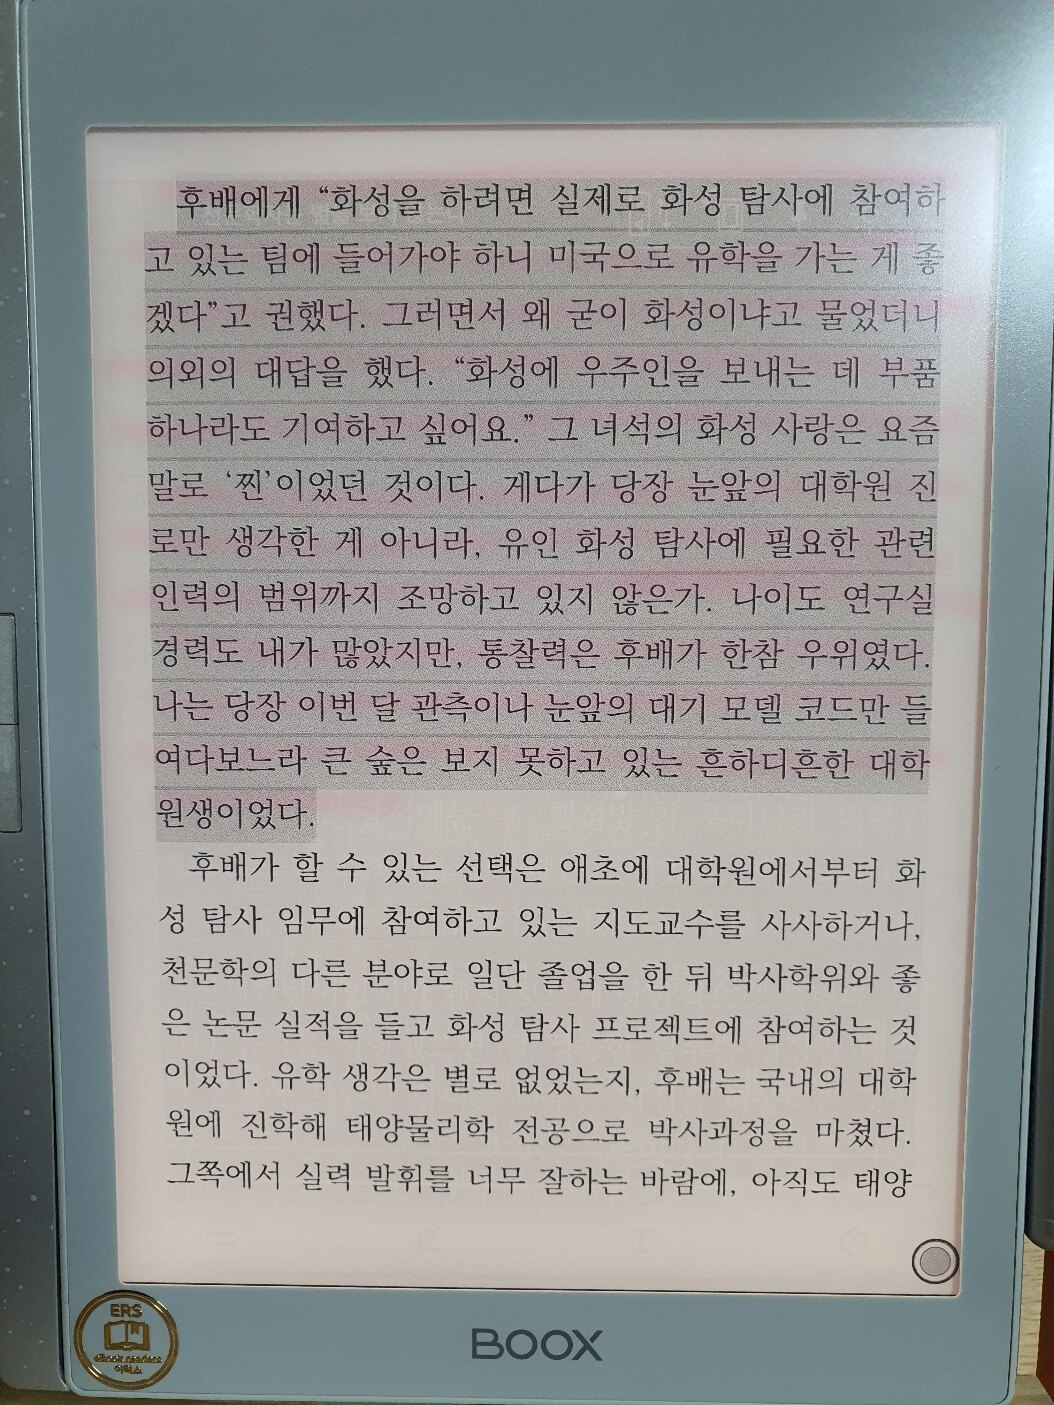 후배에게 “화성을 하려면 실제로 화성 탐사에 참여하
고 있는 팀에 들어가야 하니 미국으로 유학을 가는 게 좋
겠다”고 권했다. 그러면서 왜 굳이 화성이냐고 물었더니
의외의 대답을 했다. “화성에 우주인을 보내는 데 부품
하나라도 기여하고 싶어요.” 그 녀석의 화성 사랑은 요즘
말로 ‘찐’이었던 것이다. 게다가 당장 눈앞의 대학원 진
로만 생각한 게 아니라, 유인 화성 탐사에 필요한 관련
인력의 범위까지 조망하고 있지 않은가. 나이도 연구실
경력도 내가 많았지만, 통찰력은 후배가 한참 우위였다.
나는 당장 이번 달 관측이나 눈앞의 대기 모델 코드만 들
여다보느라 큰 숲은 보지 못하고 있는 흔하디흔한 대학
원생이었다.
후배가 할 수 있는 선택은 애초에 대학원에서부터 화
성 탐사 임무에 참여하고 있는 지도교수를 사사하거나,
천문학의 다른 분야로 일단 졸업을 한 뒤 박사학위와 좋
은 논문 실적을 들고 화성 탐사 프로젝트에 참여하는 것
이었다. 유학 생각은 별로 없었는지, 후배는 국내의 대학
원에 진학해 태양물리학 전공으로 박사과정을 마쳤다.
그쪽에서 실력 발휘를 너무 잘하는 바람에, 아직도 태양
ERS
eBook readers
이럭스
BOOX